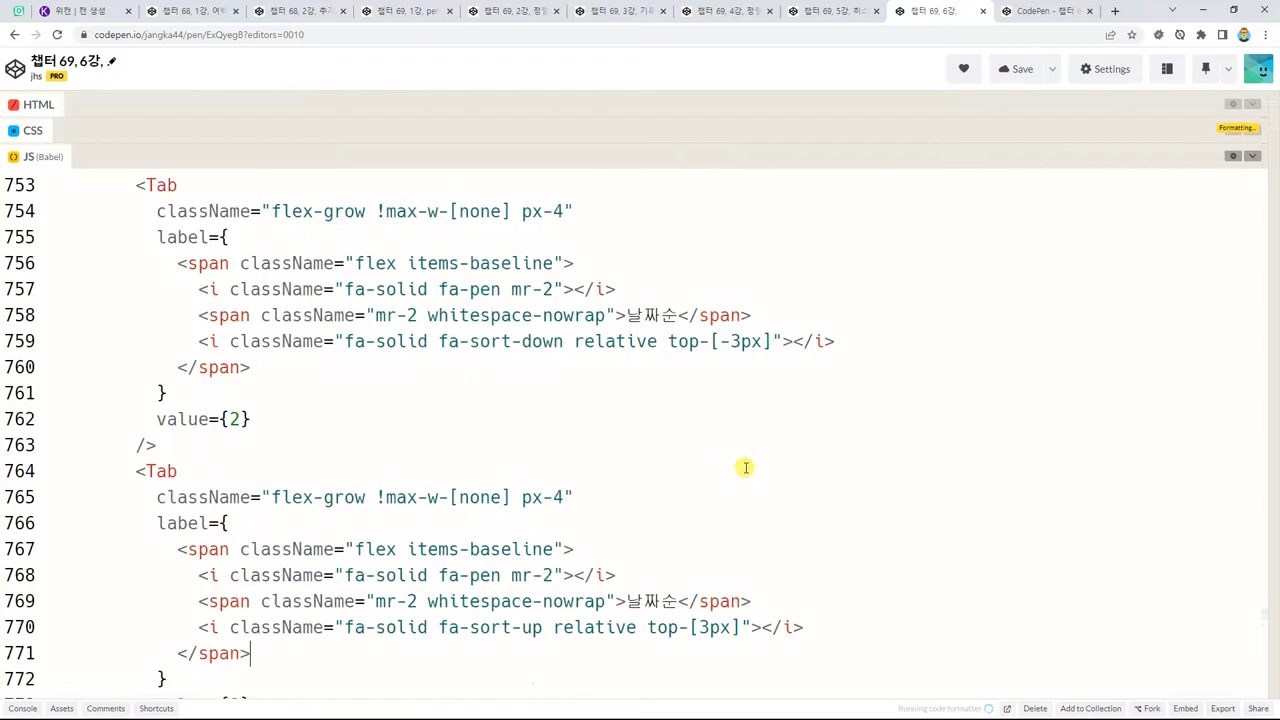 위캔 | 캔 생성
챕터 68, 1강, 여
챕터 68, 2강, 추
챕터 69, 1강, per
챕터 69, 2강, 정
챕터 69, 3강, 기
챕터 69, 4강, 정
챕터 69, 5강, 히
챕터 69, 6강,
CodePen - 챕터
codepen.io/jangka44/pen/ExQyegB?editors=0010
챕터 69, 6강,
jhs PRO
Save
Settings
HTML
CSS
Formatting...
JS (Babel)
753 <Tab
754 className="flex-grow !max-w-[none] px-4"
755 label={
756 <span className="flex items-baseline">
757 <i className="fa-solid fa-pen mr-2"></i>
758 <span className="mr-2 whitespace-nowrap">날짜순</span>
759 <i className="fa-solid fa-sort-down relative top-[-3px]"></i>
760 </span>
761 }
762 value={2}
763 />
764 <Tab
765 className="flex-grow !max-w-[none] px-4"
766 label={
767 <span className="flex items-baseline">
768 <i className="fa-solid fa-pen mr-2"></i>
769 <span className="mr-2 whitespace-nowrap">날짜순</span>
770 <i className="fa-solid fa-sort-up relative top-[3px]"></i>
771 </span>
772 }
Console
Assets
Comments
Shortcuts
Running code formatter
Delete
Add to Collection
Fork
Embed
Export
Share